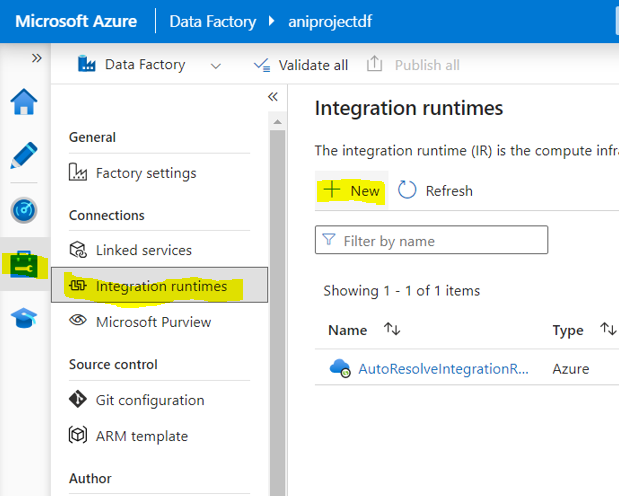 Microsoft Azure Data Factory aniprojectdf
Data Factory Validate all Publish all
General
Factory settings
Connections
Linked services
Integration runtimes
Microsoft Purview
Source control
Git configuration
ARM template
Author
Integration runtimes
The integration runtime (IR) is the compute infra
New Refresh
Filter by name
Showing 1 - 1 of 1 items
Name Type
AutoResolveIntegrationR... Azure